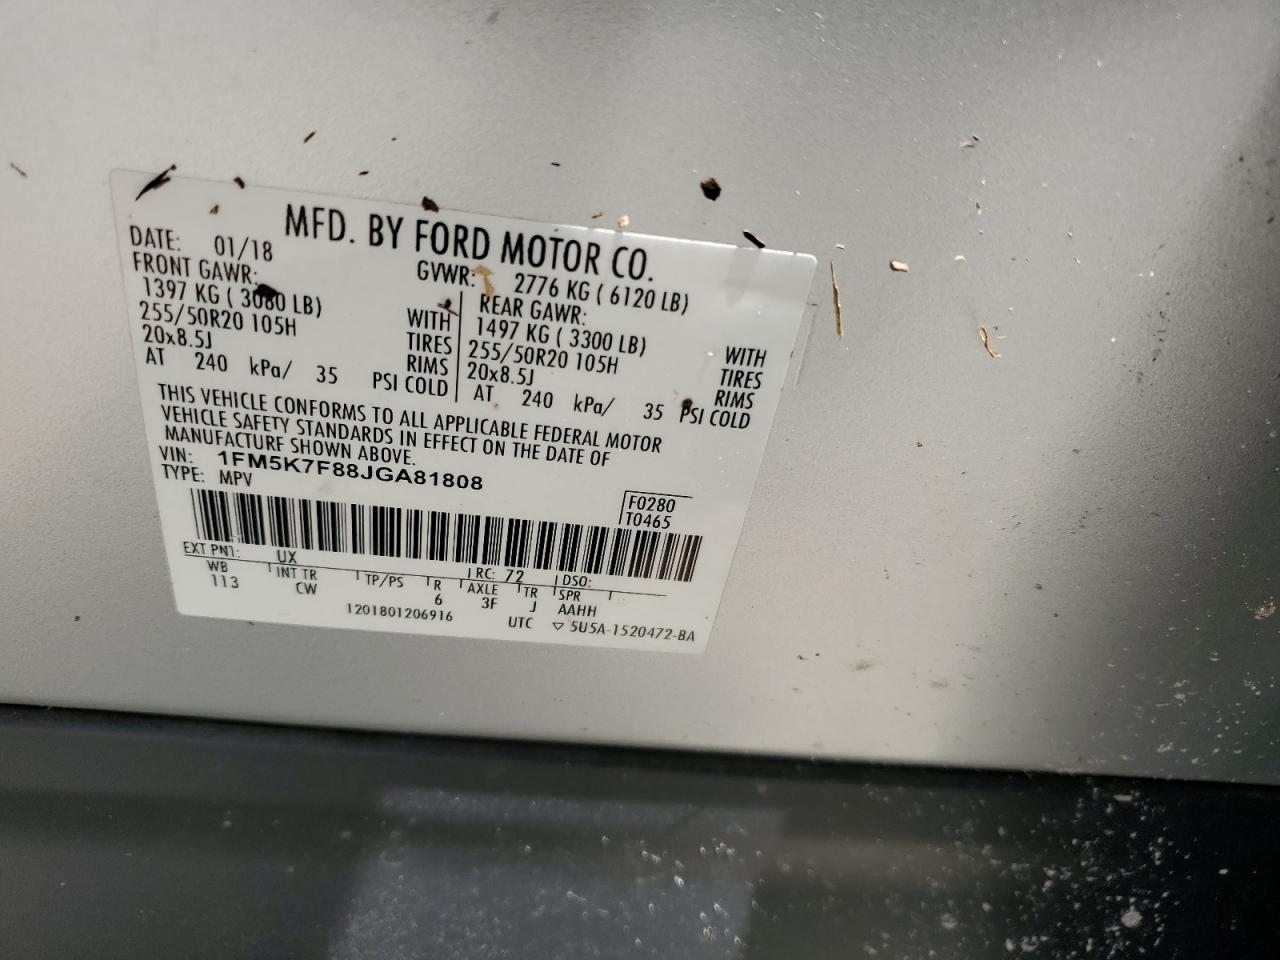 MFD. BY FORD MOTOR CO.
DATE: 01/18 GVWR: 2776 KG ( 6120 LB)
FRONT GAWR: REAR GAWR:
1397 KG ( 3080 LB) WITH 1497 KG ( 3300 LB) WITH
255/50R20 105H TIRES 255/50R20 105H TIRES
20x8.5J RIMS 20x8.5J RIMS
AT 240 kPa/ 35 PSI COLD AT 240 kPa/ 35 PSI COLD
THIS VEHICLE CONFORMS TO ALL APPLICABLE FEDERAL MOTOR
VEHICLE SAFETY STANDARDS IN EFFECT ON THE DATE OF
MANUFACTURE SHOWN ABOVE.
VIN: 1FM5K7F88JGA81808
TYPE: MPV
F0280
T0465
EXT PNT: UX RC: 72 DSO:
WB INT TR TP/PS R AXLE TR SPR
113 CW 6 3F J AAHH
1201801206916 UTC ▽ 5U5A-1520472-BA